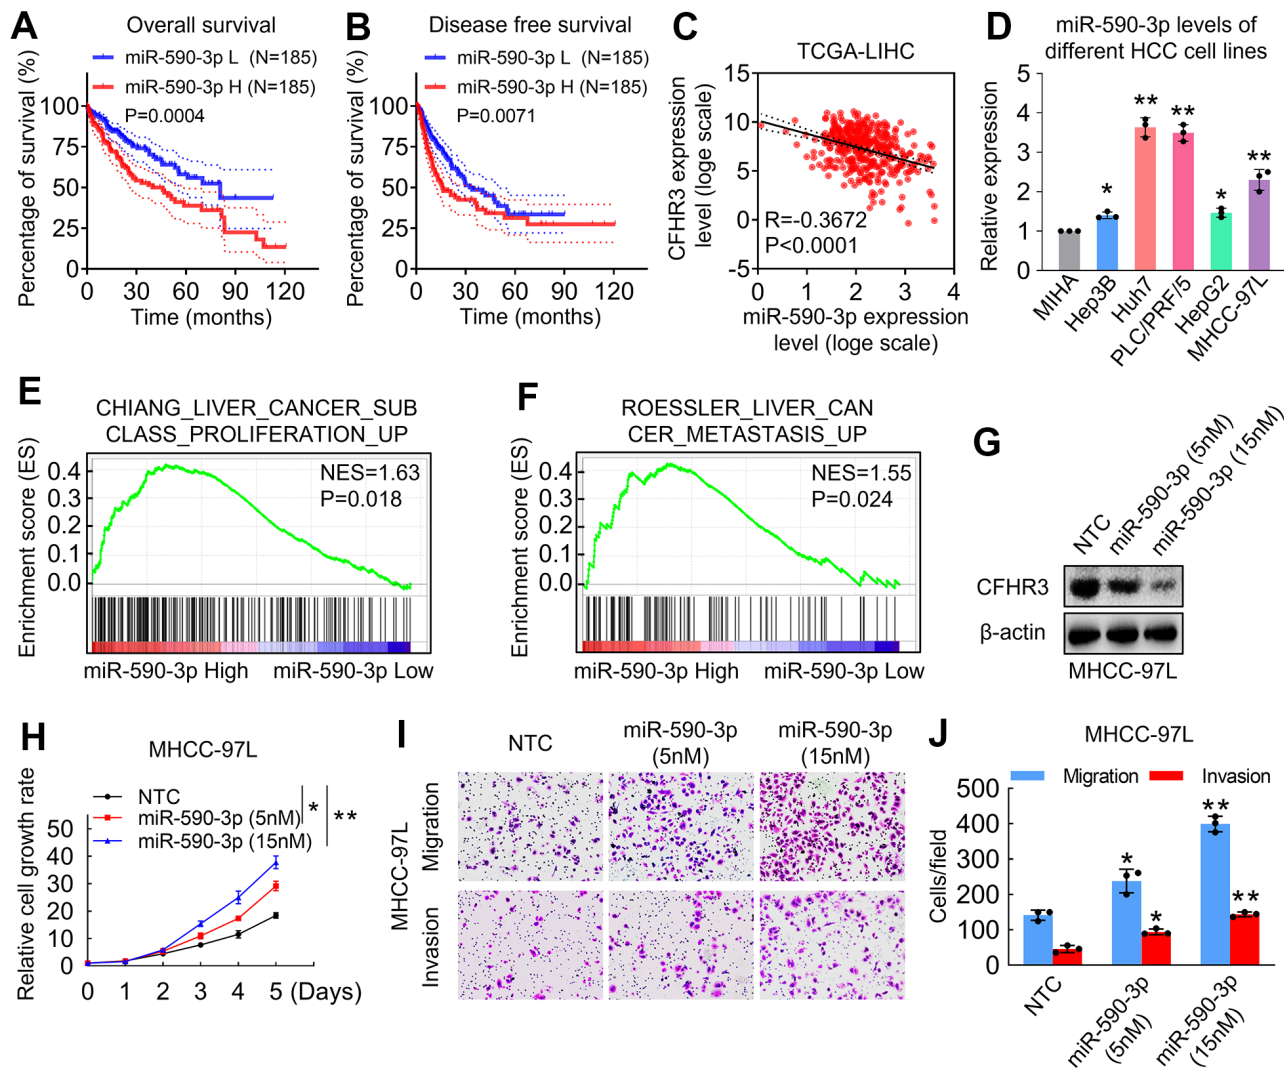 A
Overall survival
miR-590-3p L (N=185)
miR-590-3p H (N=185)
P=0.0004
Percentage of survival (%)
100
75
50
25
0
0 30 60 90 120
Time (months)
B
Disease free survival
miR-590-3p L (N=185)
miR-590-3p H (N=185)
P=0.0071
Percentage of survival (%)
100
75
50
25
0
0 30 60 90 120
Time (months)
C
TCGA-LIHC
CFHR3 expression
level (loge scale)
15
10
5
0
-5
R=-0.3672
P<0.0001
0 1 2 3 4
miR-590-3p expression
level (loge scale)
D
miR-590-3p levels of
different HCC cell lines
Relative expression
5
4
3
2
1
0
* ** ** * **
MIHA
Hep3B
Huh7
PLC/PRF/5
HepG2
MHCC-97L
E
CHIANG_LIVER_CANCER_SUB
CLASS_PROLIFERATION_UP
Enrichment score (ES)
0.4
0.3
0.2
0.1
0.0
NES=1.63
P=0.018
miR-590-3p High miR-590-3p Low
F
ROESSLER_LIVER_CAN
CER_METASTASIS_UP
Enrichment score (ES)
0.4
0.3
0.2
0.1
0.0
NES=1.55
P=0.024
miR-590-3p High miR-590-3p Low
G
NTC
miR-590-3p (5nM)
miR-590-3p (15nM)
CFHR3
β-actin
MHCC-97L
H
MHCC-97L
NTC
miR-590-3p (5nM)
miR-590-3p (15nM)
* **
Relative cell growth rate
50
40
30
20
10
0
0 1 2 3 4 5 (Days)
I
NTC
miR-590-3p
(5nM)
miR-590-3p
(15nM)
MHCC-97L
Migration
Invasion
J
MHCC-97L
Migration Invasion
Cells/field
500
400
300
200
100
0
* * ** **
NTC
miR-590-3p
(5nM)
miR-590-3p
(15nM)